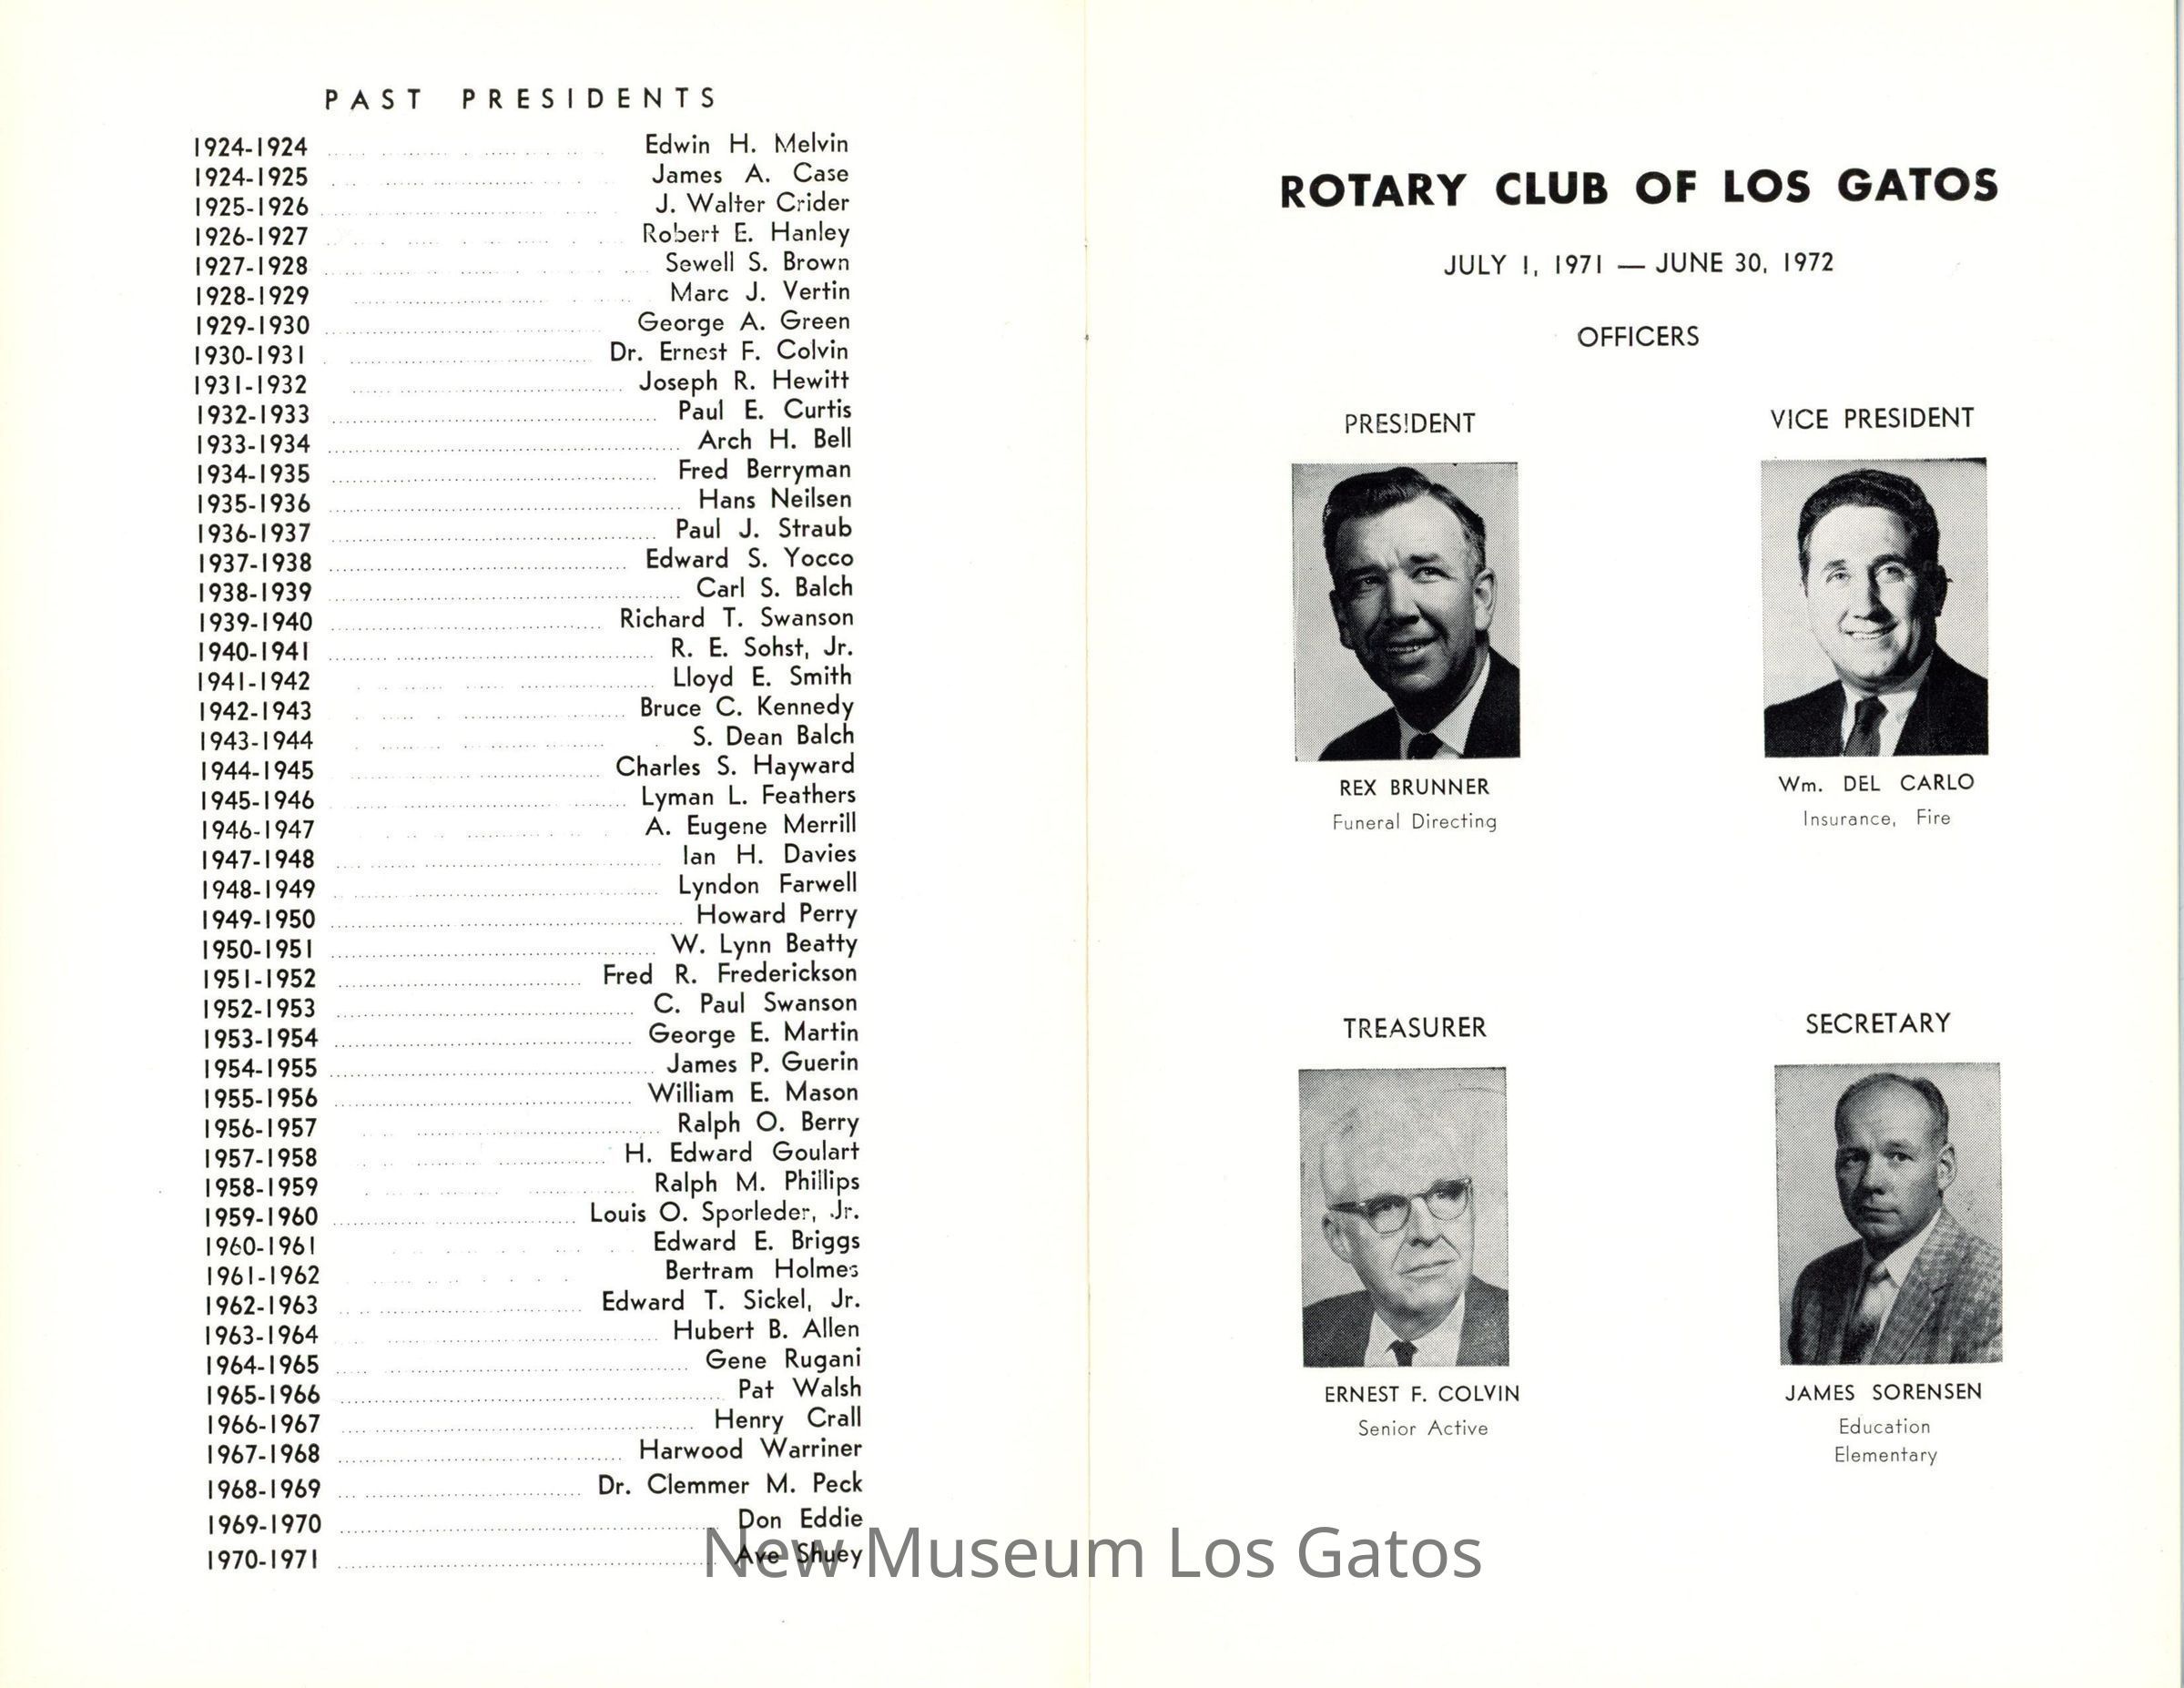 PAST PRESIDENTS
1924-1924 Edwin H. Melvin
1924-1925 James A. Case
1925-1926 J. Walter Crider
1926-1927 Robert E. Hanley
1927-1928 Sewell S. Brown
1928-1929 Marc J. Vertin
1929-1930 George A. Green
1930-1931 Dr. Ernest F. Colvin
1931-1932 Joseph R. Hewitt
1932-1933 Paul E. Curtis
1933-1934 Arch H. Bell
1934-1935 Fred Berryman
1935-1936 Hans Neilsen
1936-1937 Paul J. Straub
1937-1938 Edward S. Yocco
1938-1939 Carl S. Balch
1939-1940 Richard T. Swanson
1940-1941 R. E. Sohst, Jr.
1941-1942 Lloyd E. Smith
1942-1943 Bruce C. Kennedy
1943-1944 S. Dean Balch
1944-1945 Charles S. Hayward
1945-1946 Lyman L. Feathers
1946-1947 A. Eugene Merrill
1947-1948 Ian H. Davies
1948-1949 Lyndon Farwell
1949-1950 Howard Perry
1950-1951 W. Lynn Beatty
1951-1952 Fred R. Frederickson
1952-1953 C. Paul Swanson
1953-1954 George E. Martin
1954-1955 James P. Guerin
1955-1956 William E. Mason
1956-1957 Ralph O. Berry
1957-1958 H. Edward Goulart
1958-1959 Ralph M. Phillips
1959-1960 Louis O. Sporleder, Jr.
1960-1961 Edward E. Briggs
1961-1962 Bertram Holmes
1962-1963 Edward T. Sickel, Jr.
1963-1964 Hubert B. Allen
1964-1965 Gene Rugani
1965-1966 Pat Walsh
1966-1967 Henry Crall
1967-1968 Harwood Warriner
1968-1969 Dr. Clemmer M. Peck
1969-1970 Don Eddie
1970-1971 Ave Shuey
ROTARY CLUB OF LOS GATOS
JULY 1, 1971 — JUNE 30, 1972
OFFICERS
PRESIDENT
REX BRUNNER
Funeral Directing
VICE PRESIDENT
Wm. DEL CARLO
Insurance, Fire
TREASURER
ERNEST F. COLVIN
Senior Active
SECRETARY
JAMES SORENSEN
Education
Elementary
New Museum Los Gatos